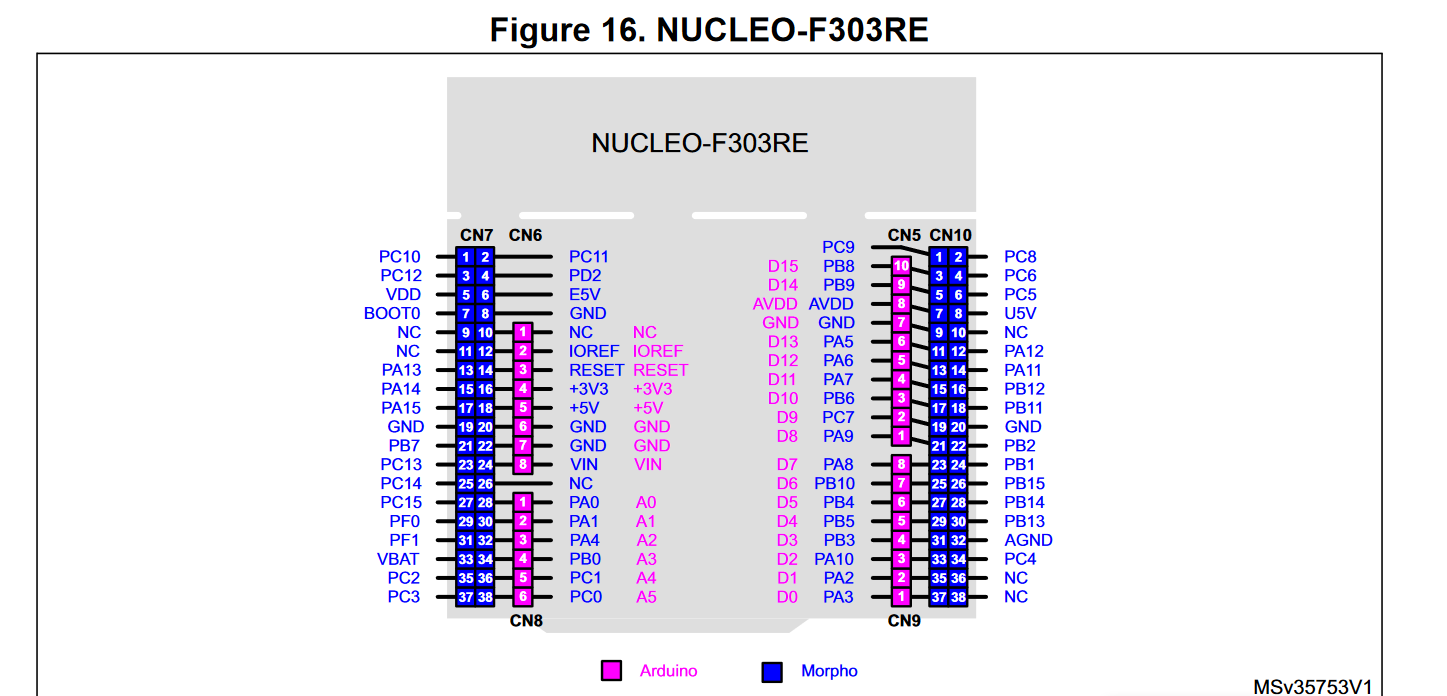 Figure 16. NUCLEO-F303RE
NUCLEO-F303RE
CN7 CN6 CN5 CN10
PC9
PC10 1 2 PC11 1 2 PC8
D15 PB8 10
PC12 3 4 PD2 3 4 PC6
D14 PB9 9
VDD 5 6 E5V 5 6 PC5
AVDD AVDD 8
BOOT0 7 8 GND 7 8 U5V
GND GND 7
NC 9 10 1 NC NC 9 10 NC
D13 PA5 6
NC 11 12 2 IOREF IOREF 11 12 PA12
D12 PA6 5
PA13 13 14 3 RESET RESET 13 14 PA11
D11 PA7 4
PA14 15 16 4 +3V3 +3V3 15 16 PB12
D10 PB6 3
PA15 17 18 5 +5V +5V 17 18 PB11
D9 PC7 2
GND 19 20 6 GND GND 19 20 GND
D8 PA9 1
PB7 21 22 7 GND GND 21 22 PB2
PC13 23 24 8 VIN VIN D7 PA8 8 23 24 PB1
PC14 25 26 NC D6 PB10 7 25 26 PB15
PC15 27 28 1 PA0 A0 D5 PB4 6 27 28 PB14
PF0 29 30 2 PA1 A1 D4 PB5 5 29 30 PB13
PF1 31 32 3 PA4 A2 D3 PB3 4 31 32 AGND
VBAT 33 34 4 PB0 A3 D2 PA10 3 33 34 PC4
PC2 35 36 5 PC1 A4 D1 PA2 2 35 36 NC
PC3 37 38 6 PC0 A5 D0 PA3 1 37 38 NC
CN8 CN9
Arduino Morpho
MSv35753V1